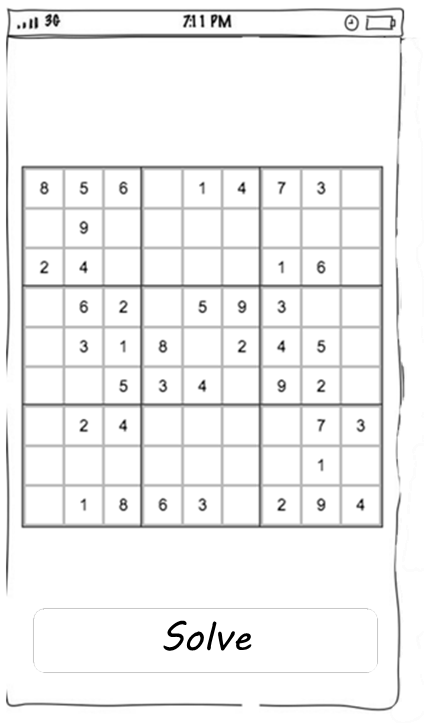 3G 7:11 PM
8 5 6 1 4 7 3
9
2 4 1 6
6 2 5 9 3
3 1 8 2 4 5
5 3 4 9 2
2 4 7 3
1
1 8 6 3 2 9 4
Solve